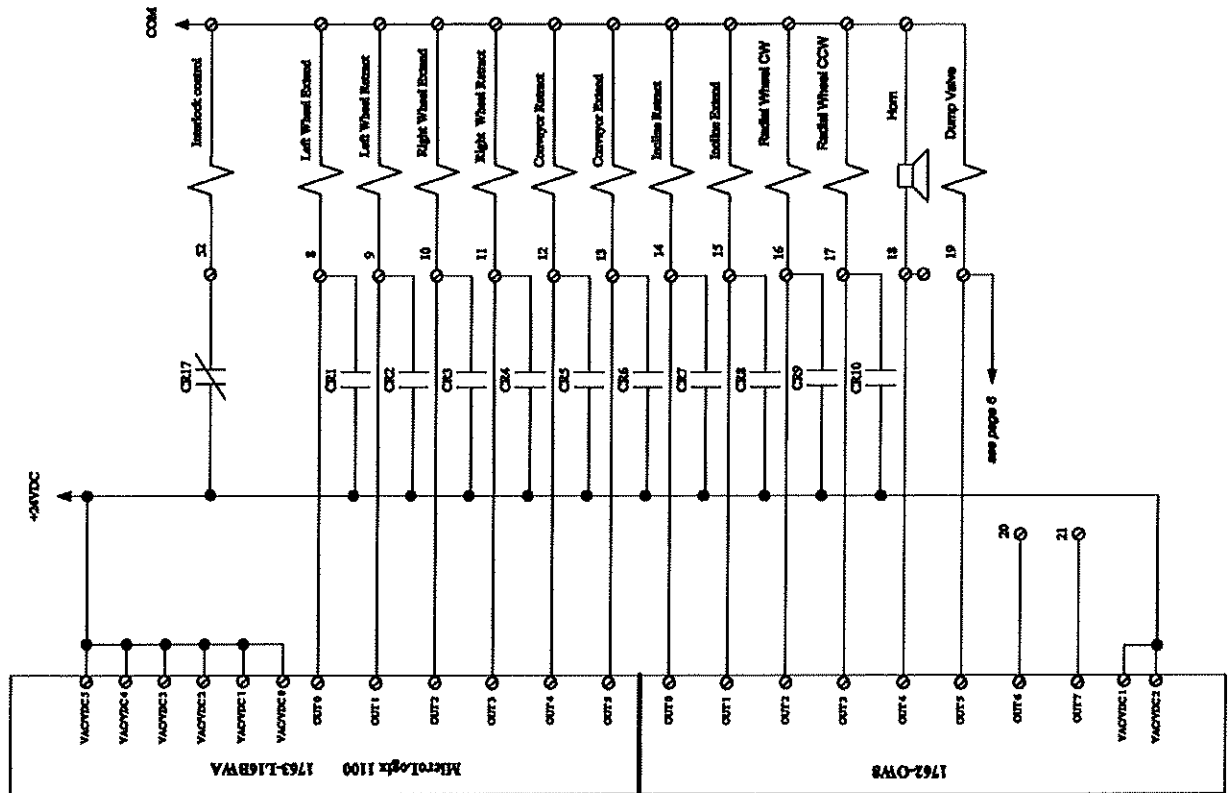 COM
Interlock control
Left Wheel Extend
Left Wheel Retract
Right Wheel Extend
Right Wheel Retract
Conveyor Retract
Conveyor Extend
Incline Retract
Incline Extend
Radial Wheel CW
Radial Wheel CCW
Horn
Dump Valve
52
8
9
10
11
12
13
14
15
16
17
18
19
CR17
CR1
CR2
CR3
CR4
CR5
CR6
CR7
CR8
CR9
CR10
see page 6
+24VDC
20
21
VAC/VDC 5
VAC/VDC 4
VAC/VDC 3
VAC/VDC 2
VAC/VDC 1
VAC/VDC 0
OUT 0
OUT 1
OUT 2
OUT 3
OUT 4
OUT 5
OUT 0
OUT 1
OUT 2
OUT 3
OUT 4
OUT 5
OUT 6
OUT 7
VAC/VDC 1
VAC/VDC 2
MicroLogix 1100 1763-L16BWA
1762-OW8